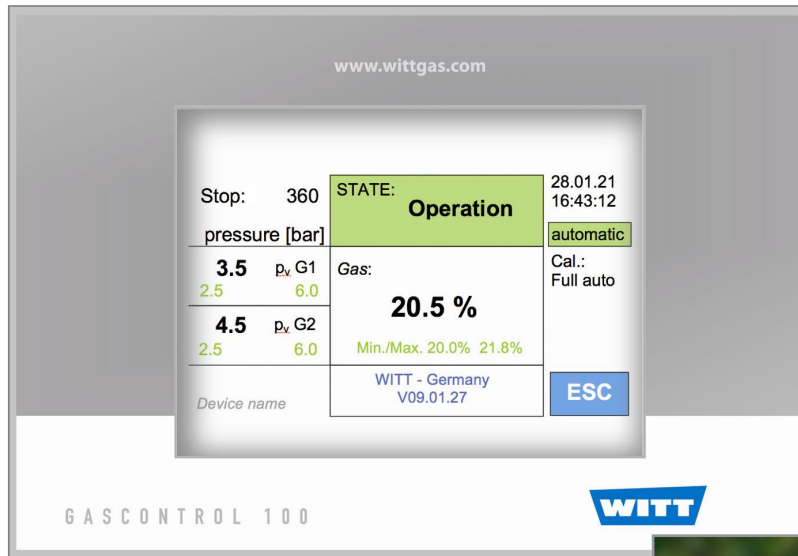 www.wittgas.com
Stop: 360
pressure [bar]
3.5 pv G1
2.5 6.0
4.5 pv G2
2.5 6.0
Device name
STATE:
Operation
Gas:
20.5 %
Min./Max. 20.0% 21.8%
WITT - Germany
V09.01.27
28.01.21
16:43:12
automatic
Cal.:
Full auto
ESC
GASCONTROL 100
WITT